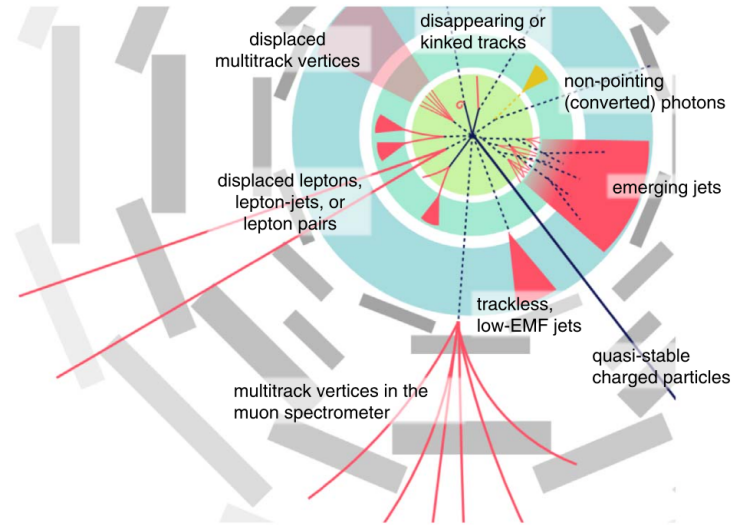 disappearing or
kinked tracks
displaced
multitrack vertices
non-pointing
(converted) photons
displaced leptons,
lepton-jets, or
lepton pairs
emerging jets
trackless,
low-EMF jets
quasi-stable
charged particles
multitrack vertices in the
muon spectrometer